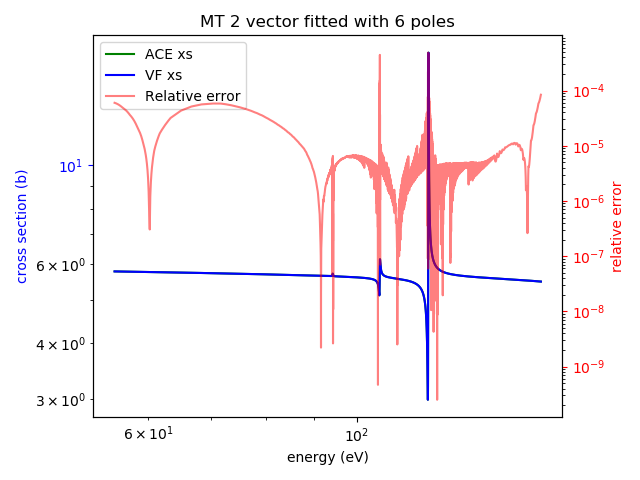 MT 2 vector fitted with 6 poles
ACE xs
VF xs
Relative error
cross section (b)
10^1
6 × 10^0
4 × 10^0
3 × 10^0
10^-4
10^-5
10^-6
10^-7
10^-8
10^-9
relative error
6 × 10^1
10^2
energy (eV)